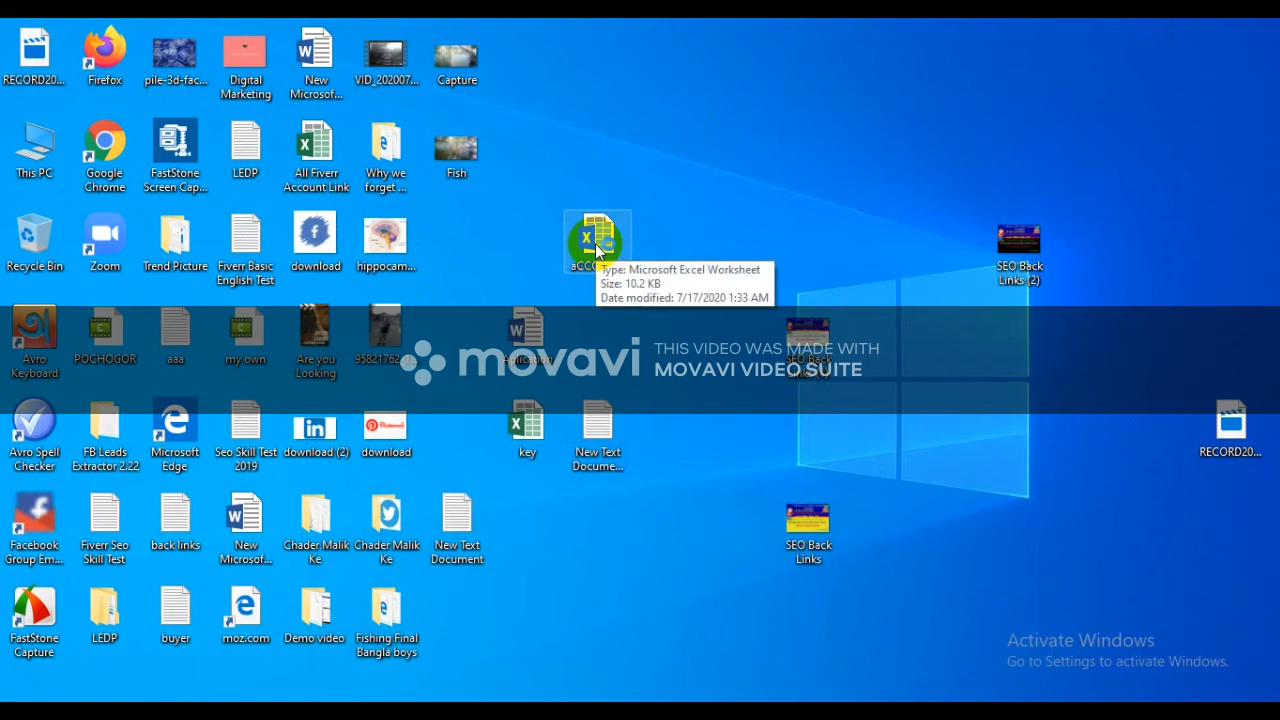 RECORD20...
Firefox
pile-3d-fac...
Digital
Marketing
New
Microsof...
VID_202007...
Capture
This PC
Google
Chrome
FastStone
Screen Cap...
LEDP
All Fiverr
Account Link
Why we
forget ...
Fish
Recycle Bin
Zoom
Trend Picture
Fiverr Basic
English Test
download
hippocam...
Type: Microsoft Excel Worksheet
Size: 10.2 KB
Date modified: 7/17/2020 1:33 AM
SEO Back
Links (2)
Avro
Keyboard
POCHOGOR
aaa
my.own
Are you
Looking
movavi
THIS VIDEO WAS MADE WITH
MOVAVI VIDEO SUITE
SEO Back
Avro Spell
Checker
FB Leads
Extractor 2.22
Microsoft
Edge
Seo Skill Test
2019
download (2)
download
key
New Text
Docume...
RECORD20...
Facebook
Group Em...
Fiverr Seo
Skill Test
back links
New
Microsof...
Chader Malik
Ke
Chader Malik
Ke
New Text
Document
SEO Back
Links
FastStone
Capture
LEDP
buyer
moz.com
Demo video
Fishing Final
Bangla boys
Activate Windows
Go to Settings to activate Windows.